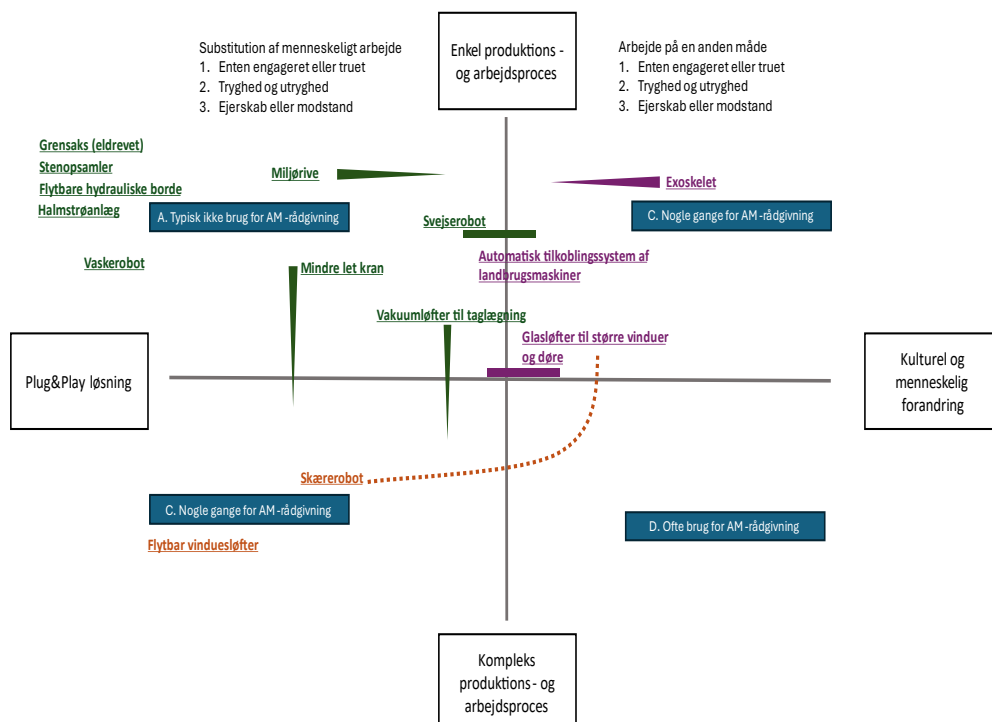 Substitution af menneskeligt arbejde
1. Enten engageret eller truet
2. Tryghed og utryghed
3. Ejerskab eller modstand
Enkel produktions -
og arbejdsproces
Arbejde på en anden måde
1. Enten engageret eller truet
2. Tryghed og utryghed
3. Ejerskab eller modstand
Grensaks (eldrevet)
Stenopsamler
Flytbare hydrauliske borde
Halmstrøanlæg
Miljørive
Exoskelet
A. Typisk ikke brug for AM -rådgivning
Svejserobot
C. Nogle gange for AM -rådgivning
Automatisk tilkoblingssystem af
landbrugsmaskiner
Vaskerobot
Mindre let kran
Vakuumløfter til taglægning
Glasløfter til større vinduer
og døre
Plug&Play løsning
Kulturel og
menneskelig
forandring
Skærerobot
C. Nogle gange for AM -rådgivning
D. Ofte brug for AM -rådgivning
Flytbar vinduesløfter
Kompleks
produktions - og
arbejdsproces